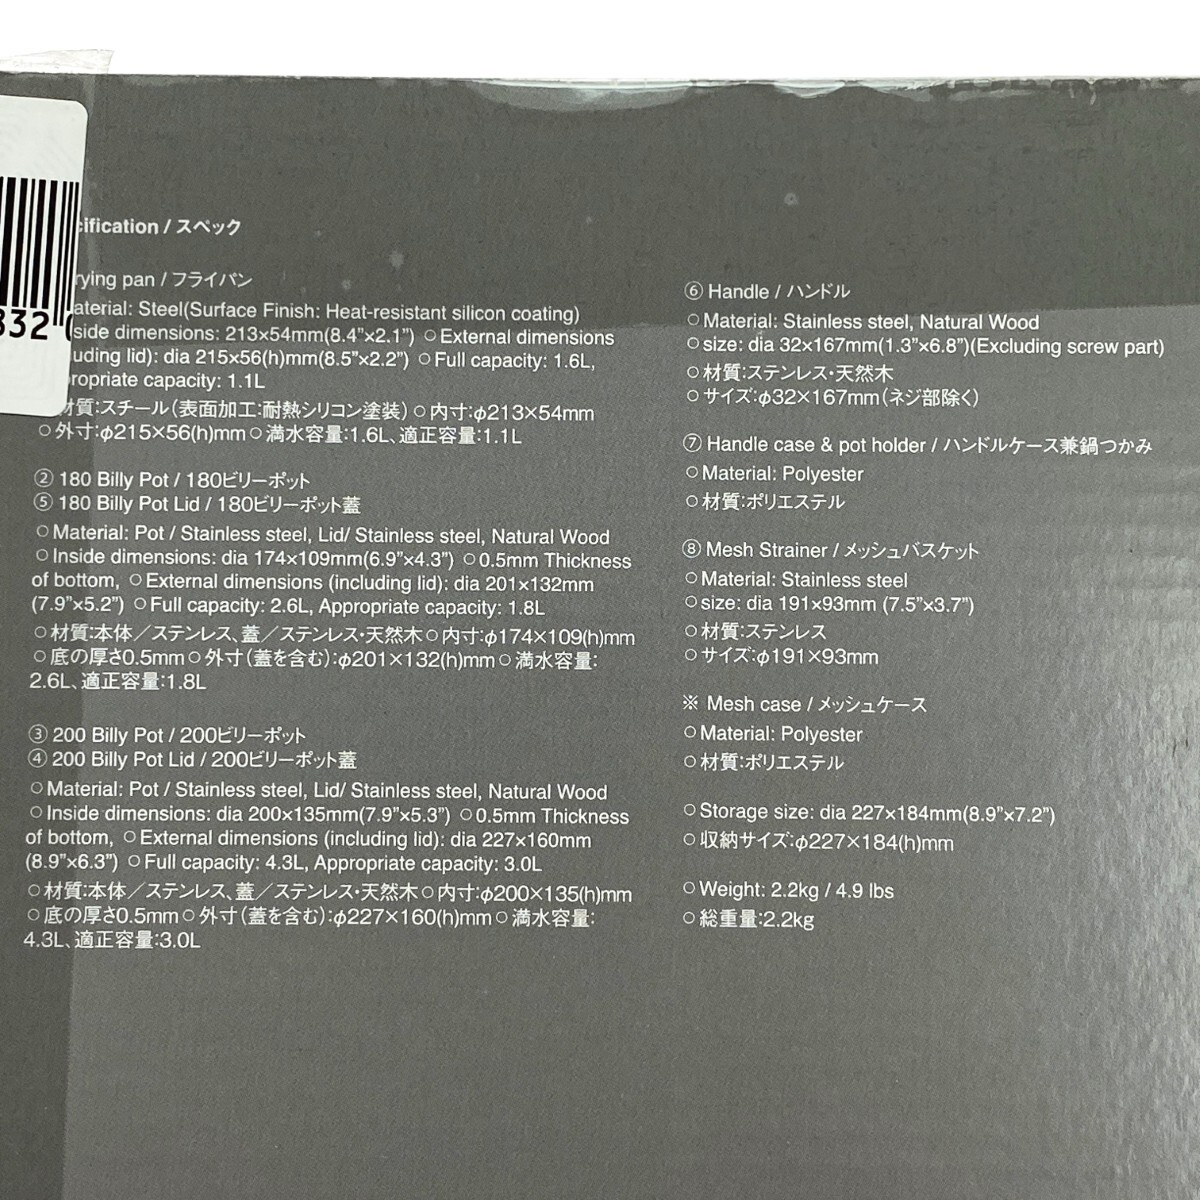 cification / スペック
rying pan / フライパン
aterial: Steel(Surface Finish: Heat-resistant silicon coating)
side dimensions: 213×54mm(8.4”×2.1”) ○External dimensions
uding lid): dia 215×56(h)mm(8.5”×2.2”) ○Full capacity: 1.6L,
ropriate capacity: 1.1L
材質:スチール(表面加工:耐熱シリコン塗装)○内寸:φ213×54mm
○外寸:φ215×56(h)mm○満水容量:1.6L、適正容量:1.1L
② 180 Billy Pot / 180ビリーポット
⑤ 180 Billy Pot Lid / 180ビリーポット蓋
○Material: Pot / Stainless steel, Lid/ Stainless steel, Natural Wood
○Inside dimensions: dia 174×109mm(6.9”×4.3”) ○0.5mm Thickness
of bottom, ○External dimensions (including lid): dia 201×132mm
(7.9”×5.2”) ○Full capacity: 2.6L, Appropriate capacity: 1.8L
○材質:本体/ステンレス、蓋/ステンレス・天然木○内寸:φ174×109(h)mm
○底の厚さ0.5mm○外寸(蓋を含む):φ201×132(h)mm○満水容量:
2.6L、適正容量:1.8L
③ 200 Billy Pot / 200ビリーポット
④ 200 Billy Pot Lid / 200ビリーポット蓋
○Material: Pot / Stainless steel, Lid/ Stainless steel, Natural Wood
○Inside dimensions: dia 200×135mm(7.9”×5.3”) ○0.5mm Thickness
of bottom, ○External dimensions (including lid): dia 227×160mm
(8.9”×6.3”) ○Full capacity: 4.3L, Appropriate capacity: 3.0L
○材質:本体/ステンレス、蓋/ステンレス・天然木○内寸:φ200×135(h)mm
○底の厚さ0.5mm○外寸(蓋を含む):φ227×160(h)mm○満水容量:
4.3L、適正容量:3.0L
⑥ Handle / ハンドル
○Material: Stainless steel, Natural Wood
○size: dia 32×167mm(1.3”×6.8”)(Excluding screw part)
○材質:ステンレス・天然木
○サイズ:φ32×167mm(ネジ部除く)
⑦ Handle case & pot holder / ハンドルケース兼鍋つかみ
○Material: Polyester
○材質:ポリエステル
⑧ Mesh Strainer / メッシュバスケット
○Material: Stainless steel
○size: dia 191×93mm (7.5”×3.7”)
○材質:ステンレス
○サイズ:φ191×93mm
※ Mesh case / メッシュケース
○Material: Polyester
○材質:ポリエステル
○Storage size: dia 227×184mm(8.9”×7.2”)
○収納サイズ:φ227×184(h)mm
○Weight: 2.2kg / 4.9 lbs
○総重量:2.2kg
332